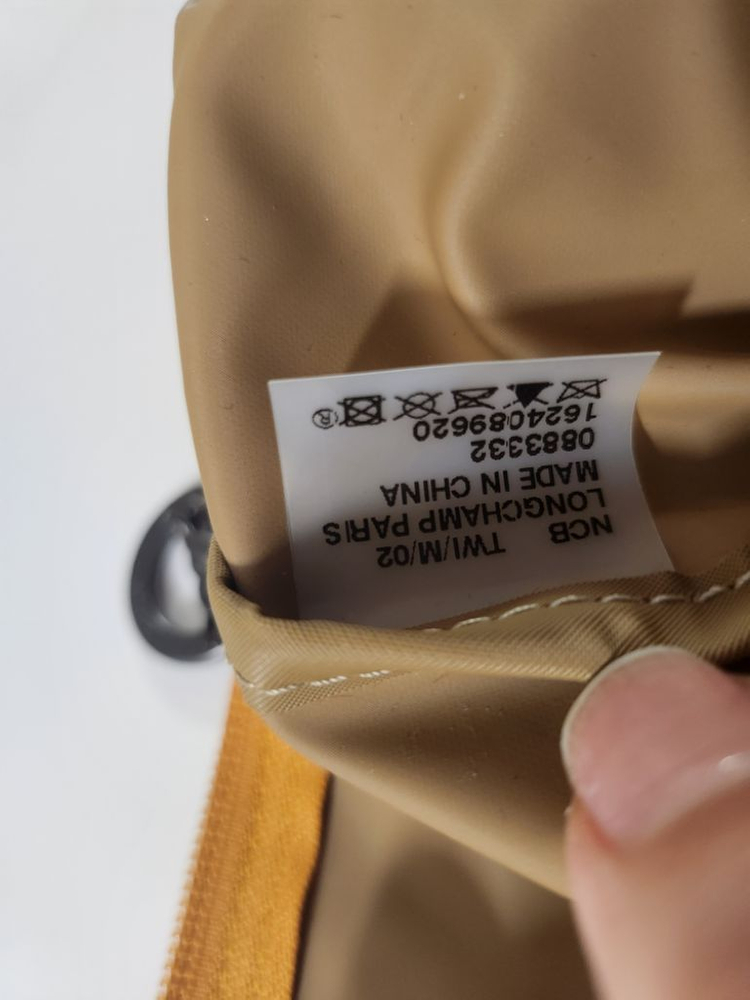 NCB TWI/M/02
LONGCHAMP PARIS
MADE IN CHINA
0883332
1624089620
®